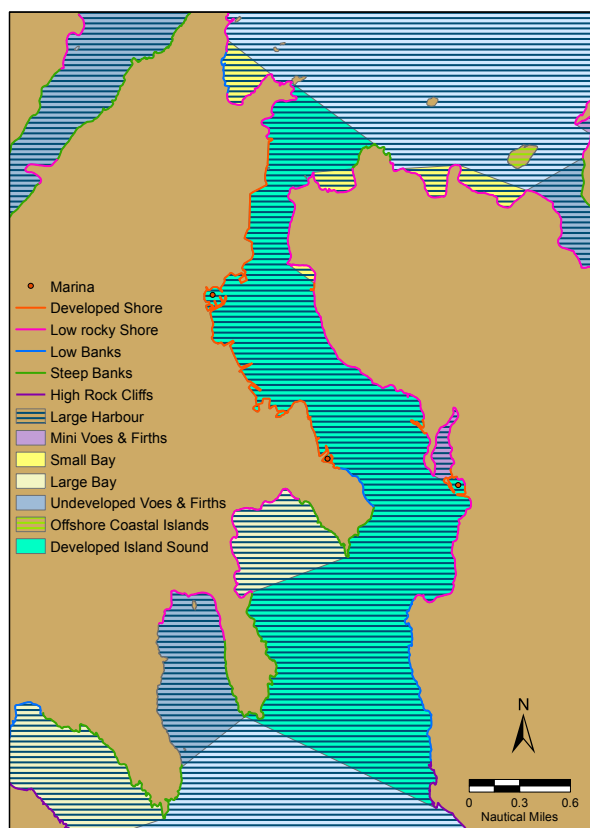 Marina
Developed Shore
Low rocky Shore
Low Banks
Steep Banks
High Rock Cliffs
Large Harbour
Mini Voes & Firths
Small Bay
Large Bay
Undeveloped Voes & Firths
Offshore Coastal Islands
Developed Island Sound
N
0 0.3 0.6
Nautical Miles